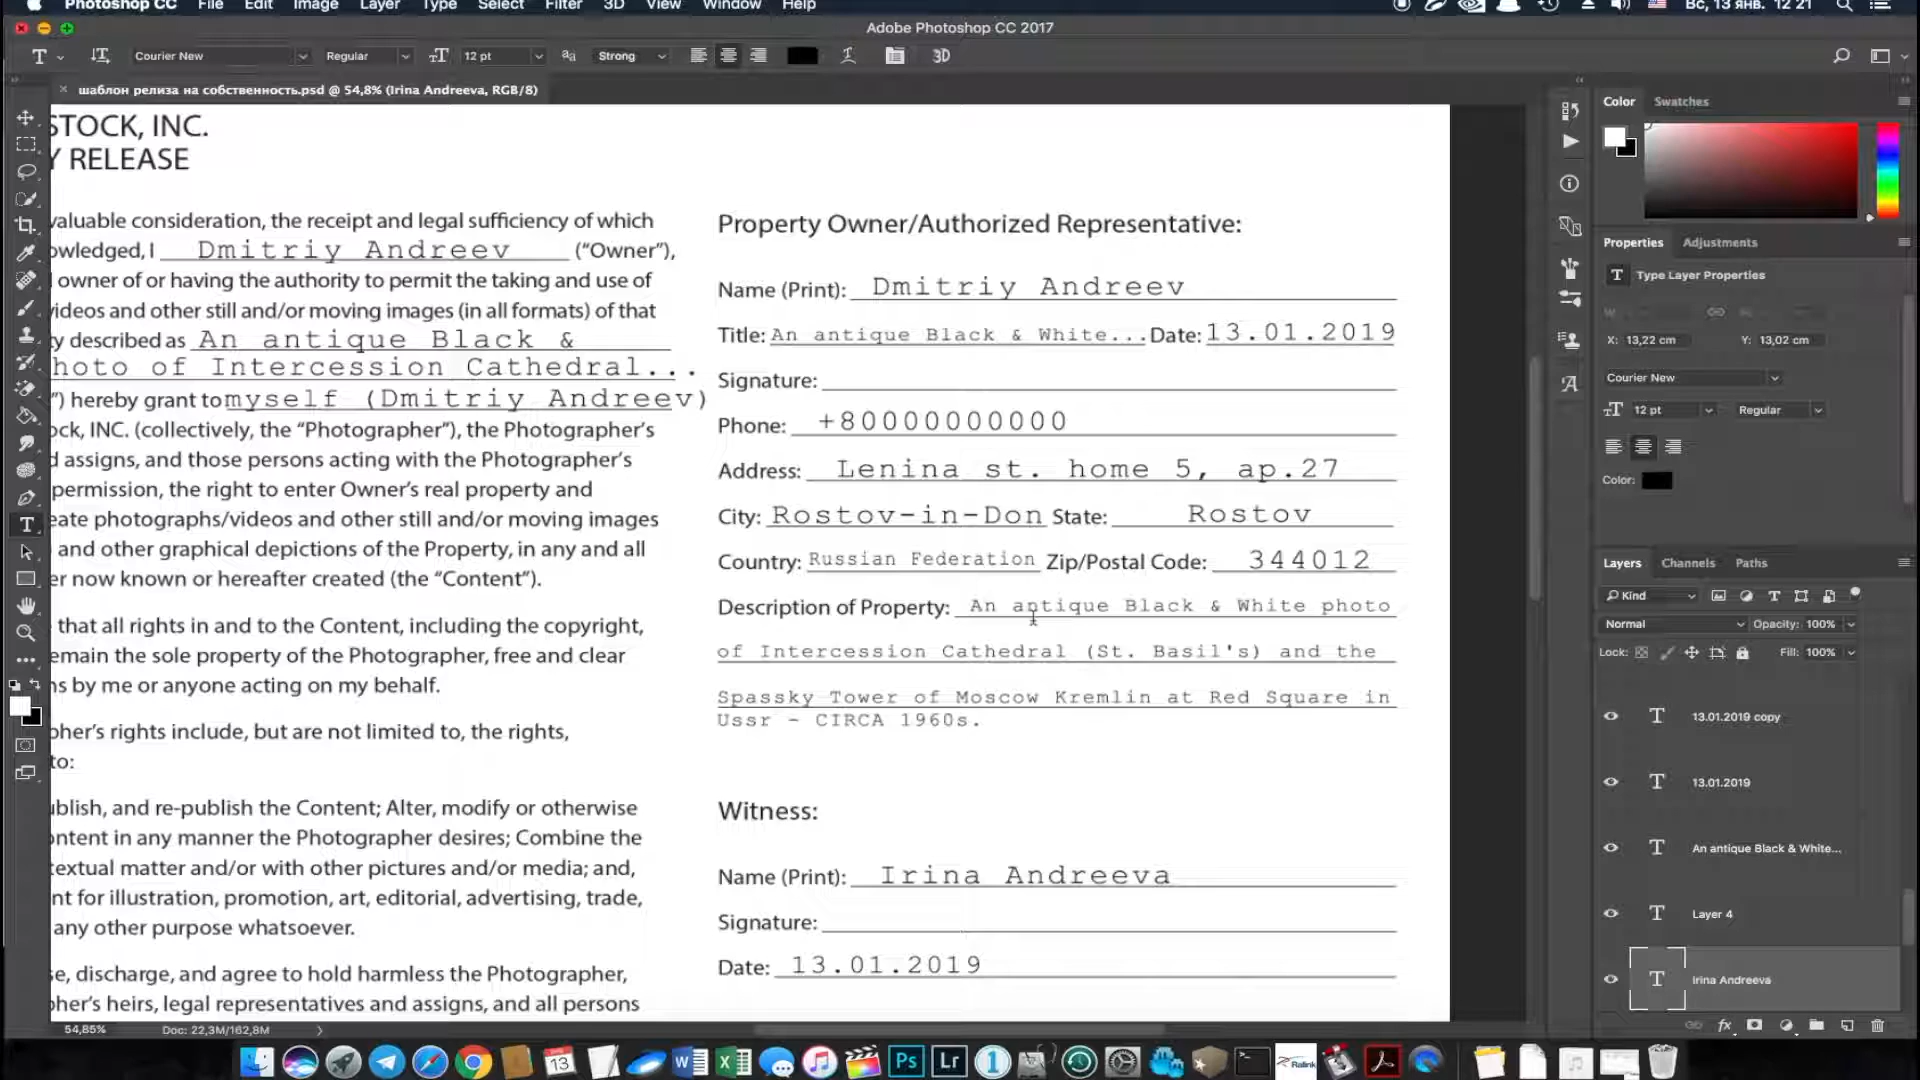 Photoshop CC File Edit Image Layer Type Select Filter 3D View Window Help Вс, 13 янв. 12 21
Adobe Photoshop CC 2017
Courier New Regular 12 pt Strong 3D
шаблон релиза на собственность.psd @ 54,8% (Irina Andreeva, RGB/8)
STOCK, INC.
Y RELEASE
valuable consideration, the receipt and legal sufficiency of which
owledged, I Dmitriy Andreev (“Owner”),
owner of or having the authority to permit the taking and use of
videos and other still and/or moving images (in all formats) of that
ty described as An antique Black &
hoto of Intercession Cathedral...
”) hereby grant to myself (Dmitriy Andreev)
ock, INC. (collectively, the “Photographer”), the Photographer’s
d assigns, and those persons acting with the Photographer’s
permission, the right to enter Owner’s real property and
eate photographs/videos and other still and/or moving images
and other graphical depictions of the Property, in any and all
er now known or hereafter created (the “Content”).
that all rights in and to the Content, including the copyright,
emain the sole property of the Photographer, free and clear
ns by me or anyone acting on my behalf.
pher’s rights include, but are not limited to, the rights,
to:
ublish, and re-publish the Content; Alter, modify or otherwise
ontent in any manner the Photographer desires; Combine the
textual matter and/or with other pictures and/or media; and,
nt for illustration, promotion, art, editorial, advertising, trade,
any other purpose whatsoever.
se, discharge, and agree to hold harmless the Photographer,
pher’s heirs, legal representatives and assigns, and all persons
Property Owner/Authorized Representative:
Name (Print): Dmitriy Andreev
Title: An antique Black & White... Date: 13.01.2019
Signature:
Phone: +80000000000
Address: Lenina st. home 5, ap.27
City: Rostov-in-Don State: Rostov
Country: Russian Federation Zip/Postal Code: 344012
Description of Property: An antique Black & White photo
of Intercession Cathedral (St. Basil's) and the
Spassky Tower of Moscow Kremlin at Red Square in
Ussr - CIRCA 1960s.
Witness:
Name (Print): Irina Andreeva
Signature:
Date: 13.01.2019
Color Swatches
Properties Adjustments
Type Layer Properties
X: 13,22 cm Y: 13,02 cm
Courier New
12 pt Regular
Color:
Layers Channels Paths
Kind
Normal Opacity: 100%
Lock: Fill: 100%
13.01.2019 copy
13.01.2019
An antique Black & White...
Layer 4
Irina Andreeva
54,85% Doc: 22,3M/162,8M
13
Ps Lr 1
Ralink